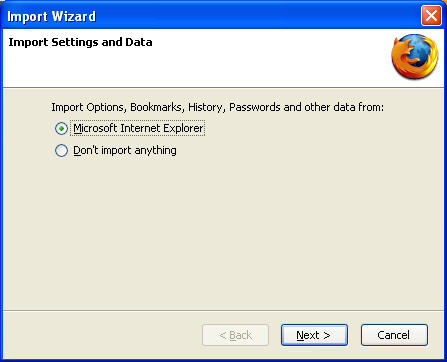 Import Wizard
Import Settings and Data
Import Options, Bookmarks, History, Passwords and other data from:
Microsoft Internet Explorer
Don't import anything
< Back Next > Cancel